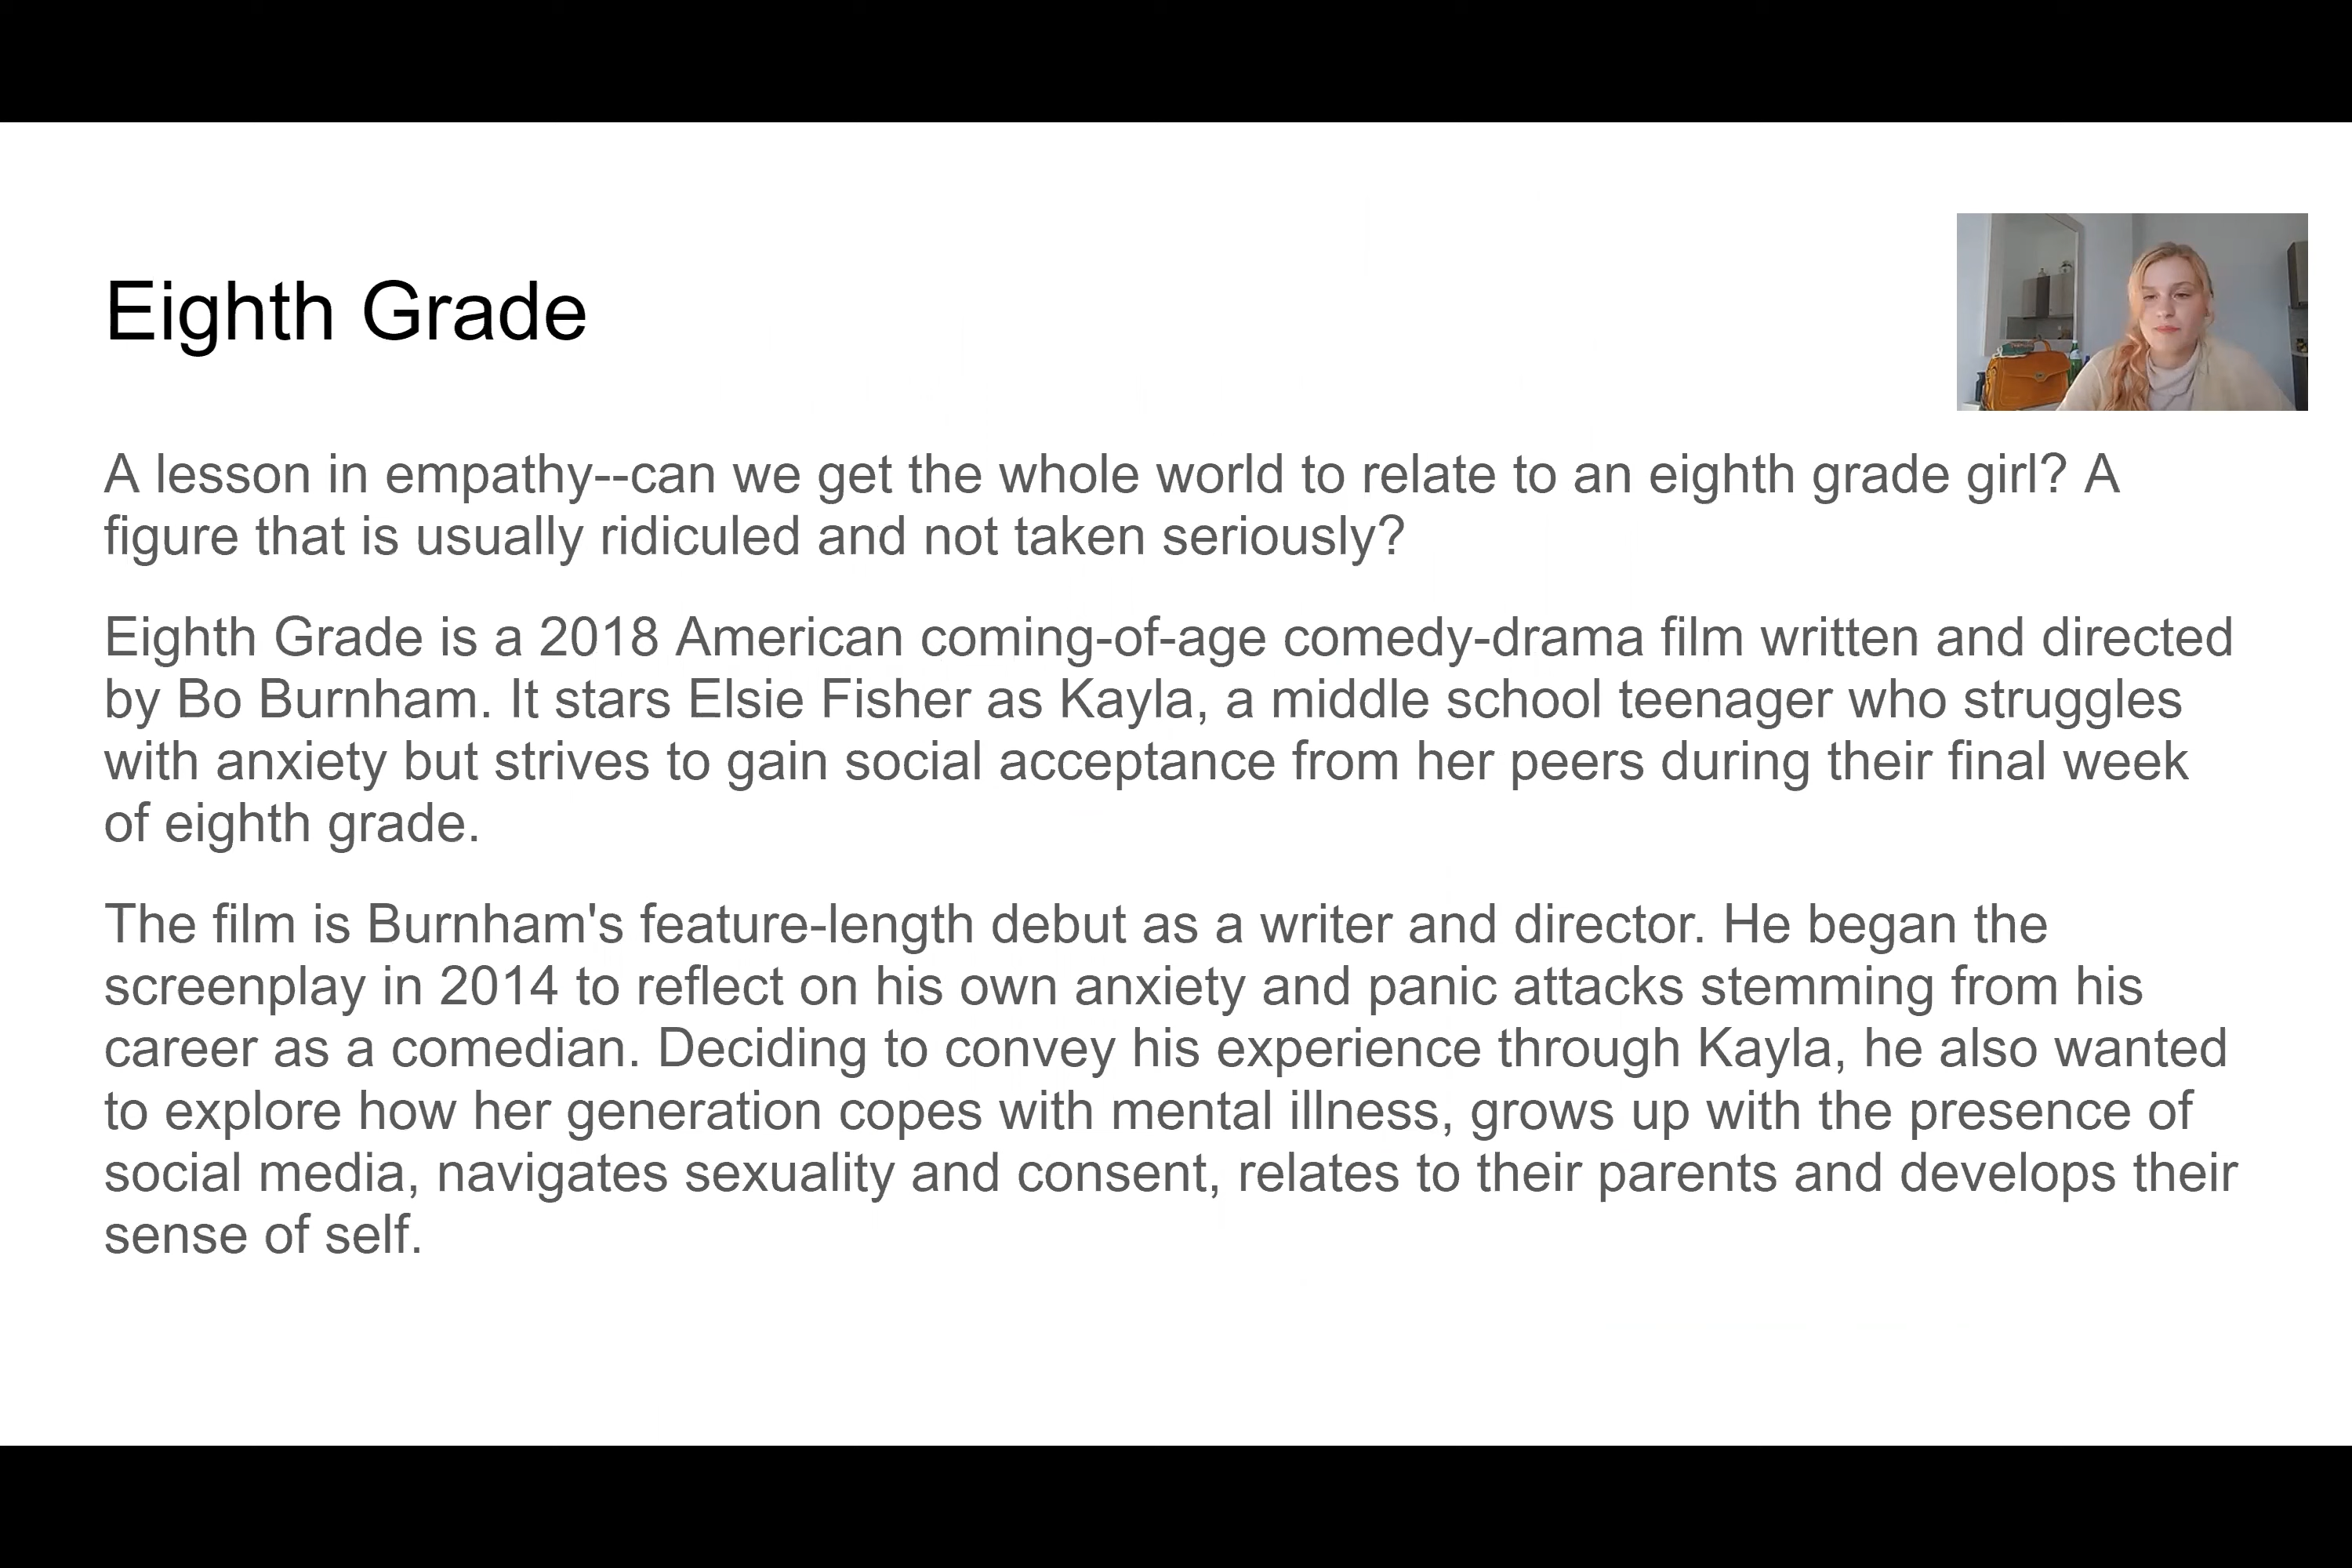 Eighth Grade
A lesson in empathy--can we get the whole world to relate to an eighth grade girl? A
figure that is usually ridiculed and not taken seriously?
Eighth Grade is a 2018 American coming-of-age comedy-drama film written and directed
by Bo Burnham. It stars Elsie Fisher as Kayla, a middle school teenager who struggles
with anxiety but strives to gain social acceptance from her peers during their final week
of eighth grade.
The film is Burnham's feature-length debut as a writer and director. He began the
screenplay in 2014 to reflect on his own anxiety and panic attacks stemming from his
career as a comedian. Deciding to convey his experience through Kayla, he also wanted
to explore how her generation copes with mental illness, grows up with the presence of
social media, navigates sexuality and consent, relates to their parents and develops their
sense of self.